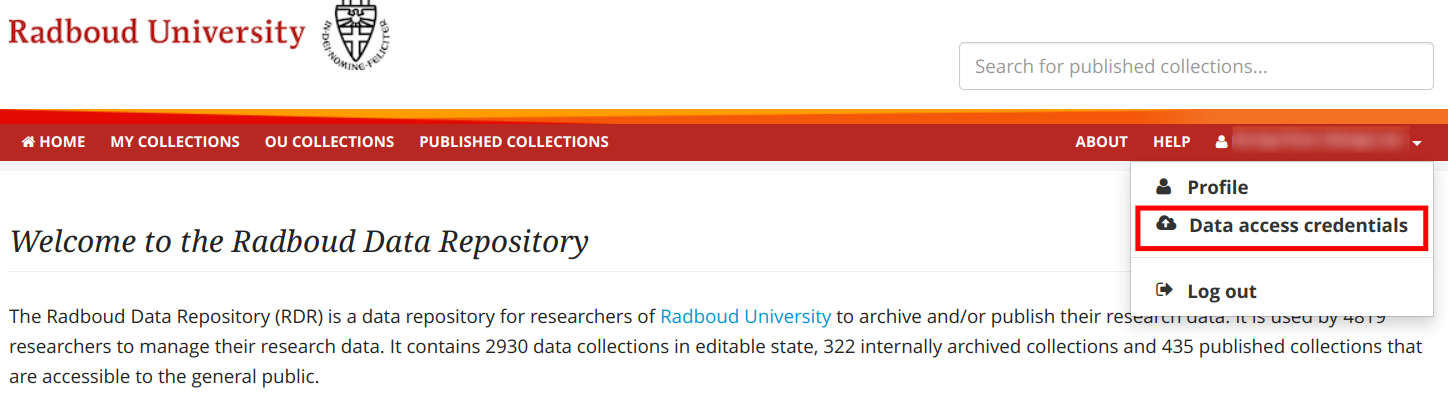 Radboud University
IN·DEI·NOMINE·FELICITER
Search for published collections...
HOME MY COLLECTIONS OU COLLECTIONS PUBLISHED COLLECTIONS ABOUT HELP
Profile
Data access credentials
Log out
Welcome to the Radboud Data Repository
The Radboud Data Repository (RDR) is a data repository for researchers of Radboud University to archive and/or publish their research data. It is used by 4819
researchers to manage their research data. It contains 2930 data collections in editable state, 322 internally archived collections and 435 published collections that
are accessible to the general public.